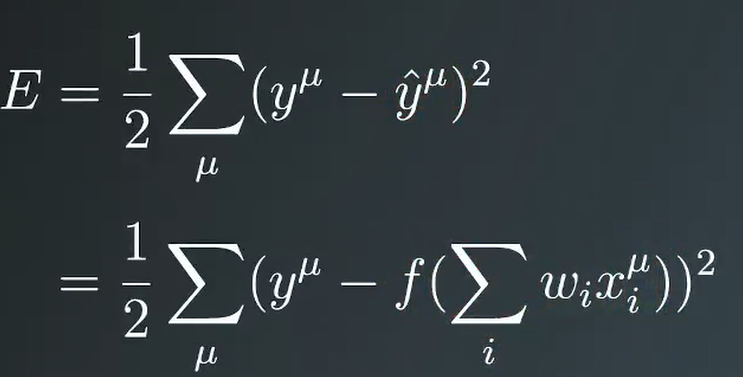 $E = \frac{1}{2} \sum_{\mu} (y^{\mu} - \hat{y}^{\mu})^2$
$= \frac{1}{2} \sum_{\mu} (y^{\mu} - f(\sum_{i} w_i x_i^{\mu}))^2$